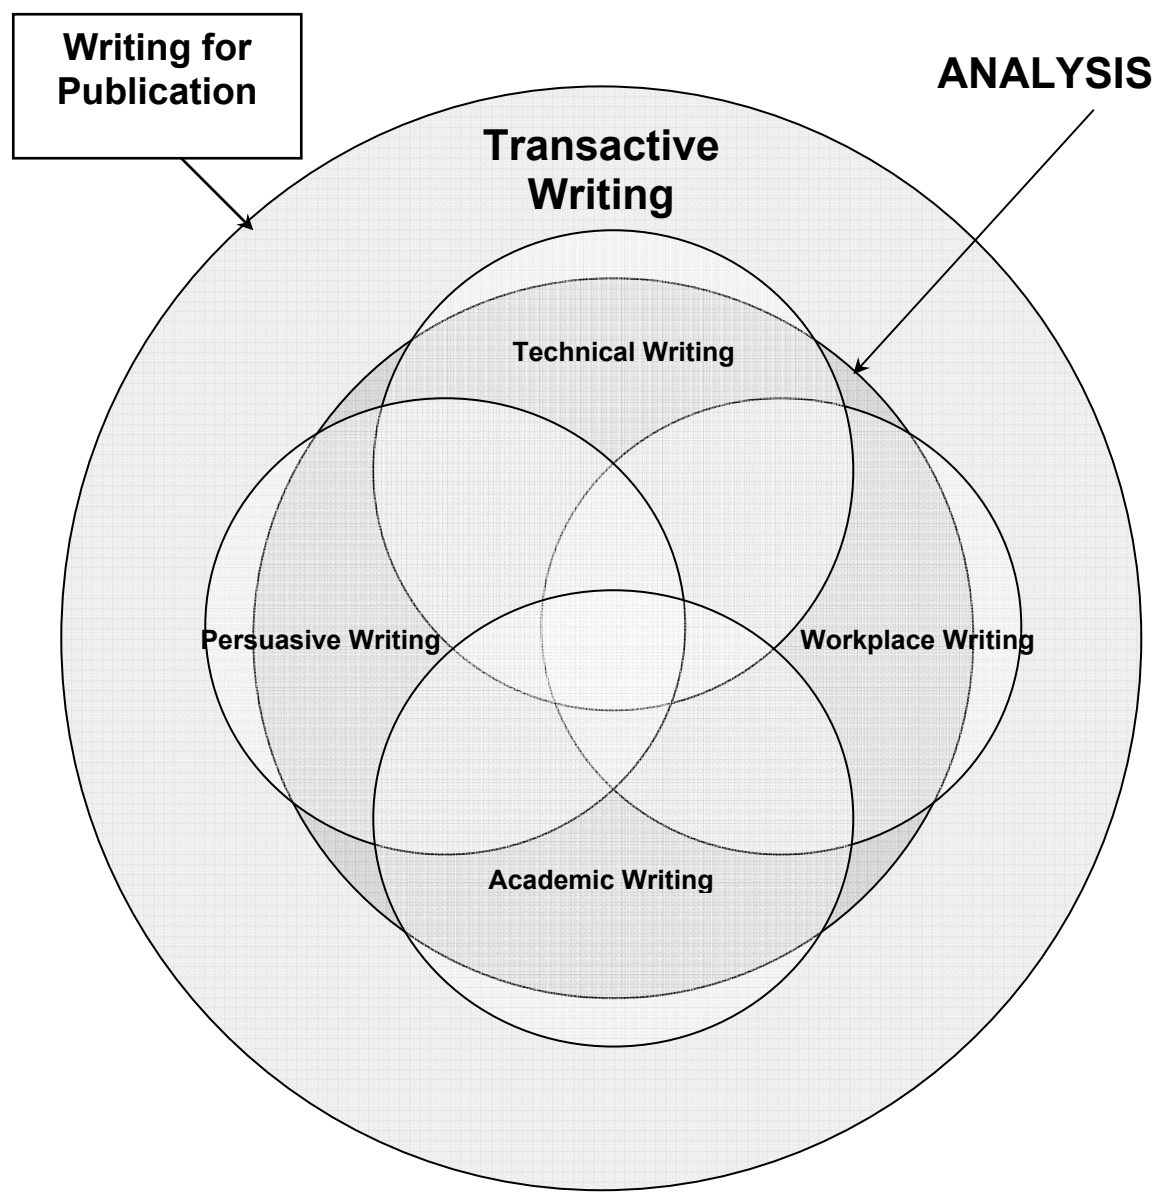 Writing for
Publication
ANALYSIS
Transactive
Writing
Technical Writing
Persuasive Writing
Workplace Writing
Academic Writing